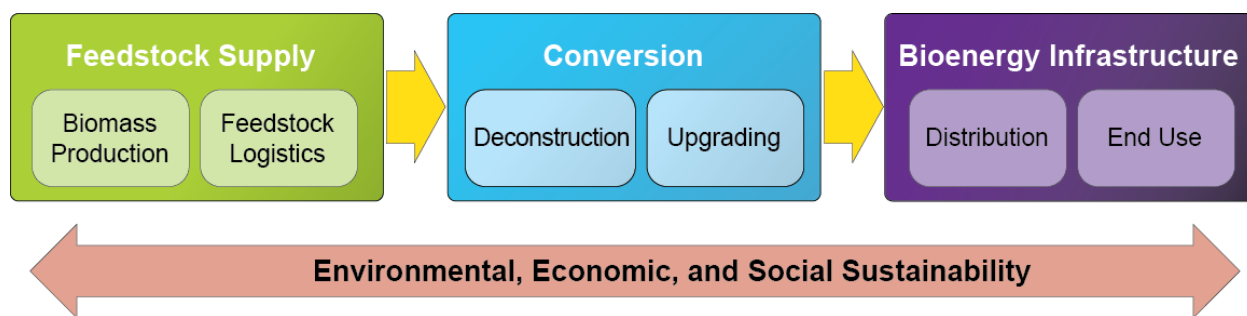 Feedstock Supply
Biomass
Production
Feedstock
Logistics
Conversion
Deconstruction
Upgrading
Bioenergy Infrastructure
Distribution
End Use
Environmental, Economic, and Social Sustainability